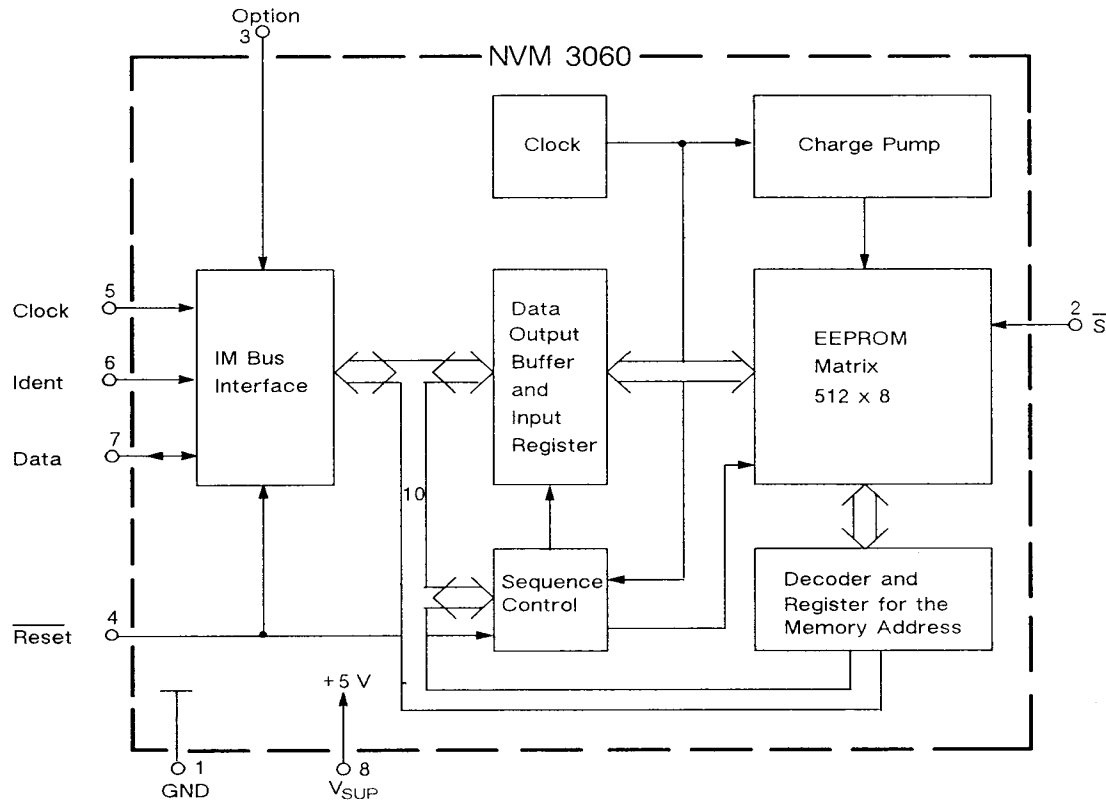 Option
3
NVM 3060
Clock
Charge Pump
5
Clock
6
Ident
7
Data
IM Bus
Interface
Data
Output
Buffer
and
Input
Register
EEPROM
Matrix
512 x 8
2
S̅
10
Sequence
Control
Decoder and
Register for the
Memory Address
4
R̅e̅s̅e̅t̅
+5 V
1
GND
8
VSUP